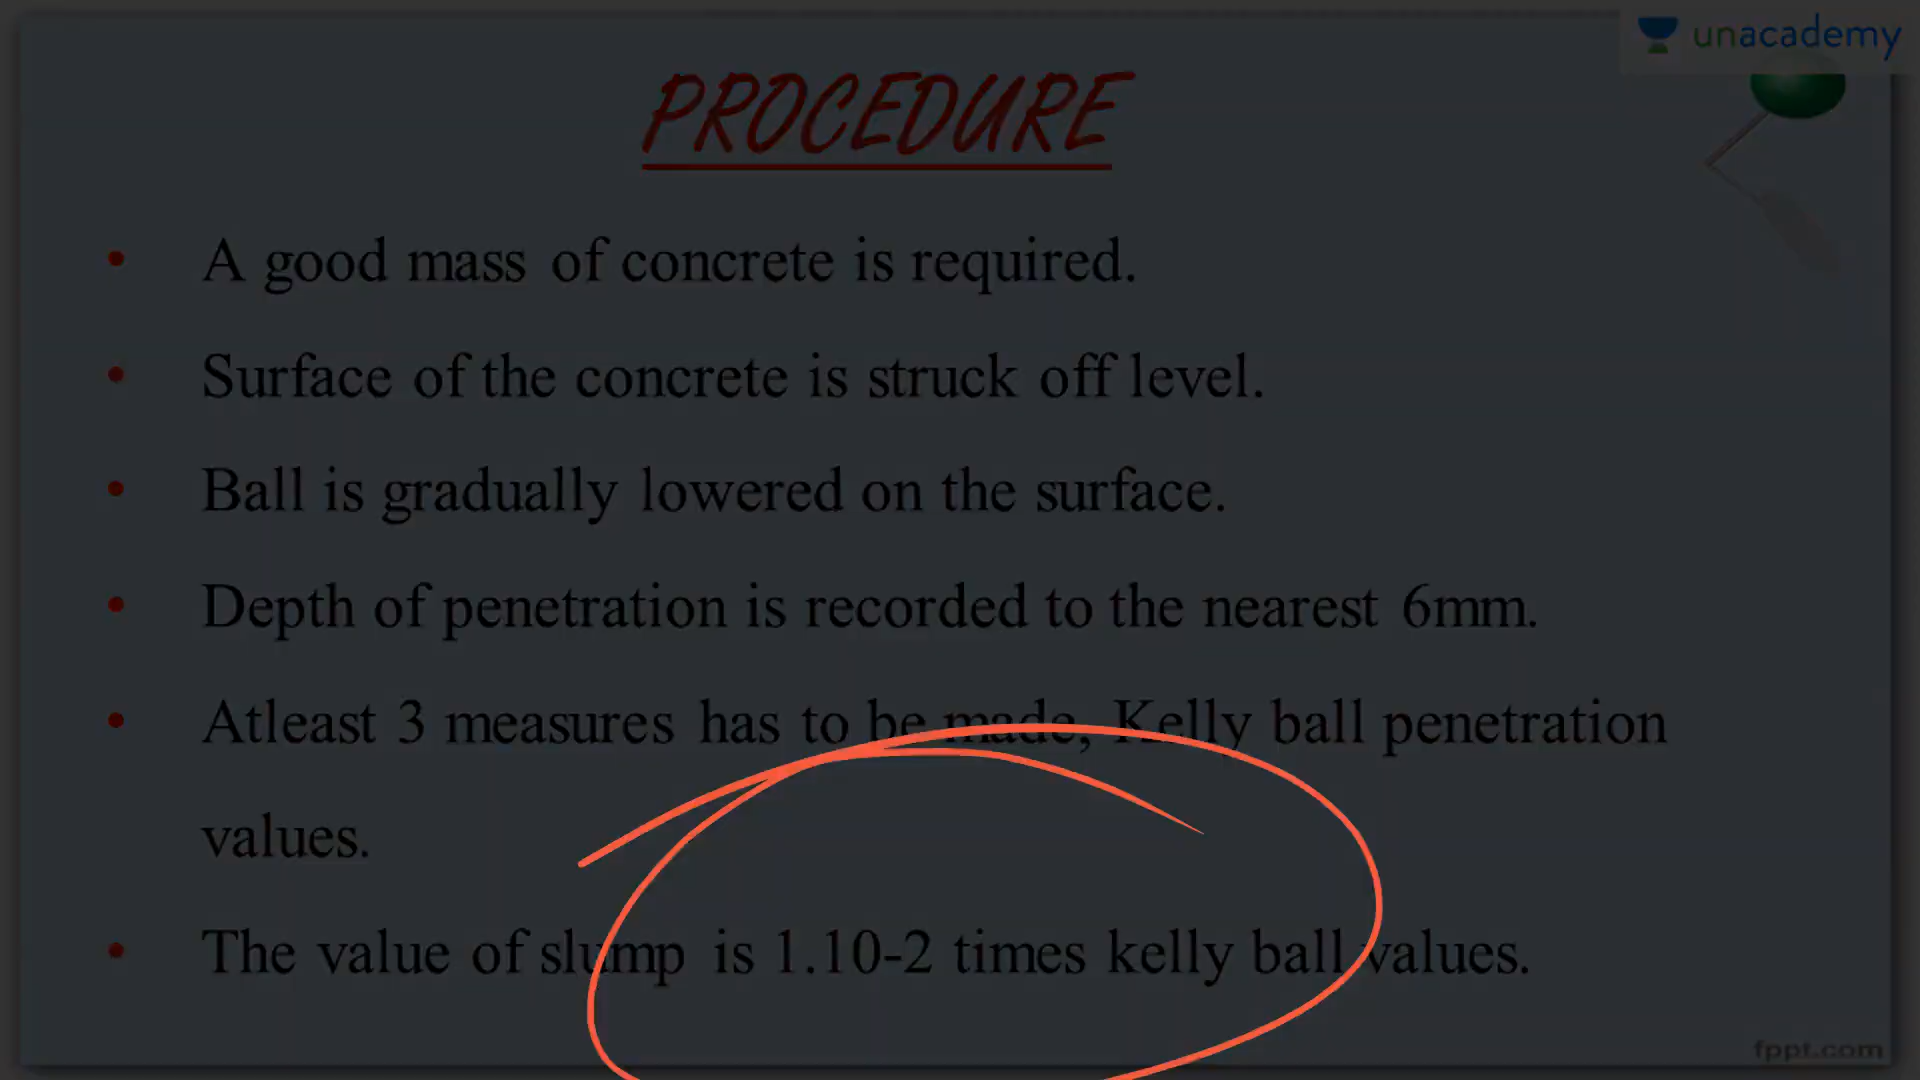 unacademy
PROCEDURE
• A good mass of concrete is required.
• Surface of the concrete is struck off level.
• Ball is gradually lowered on the surface.
• Depth of penetration is recorded to the nearest 6mm.
• Atleast 3 measures has to be made, Kelly ball penetration
values.
• The value of slump is 1.10-2 times kelly ball values.
fppt.com